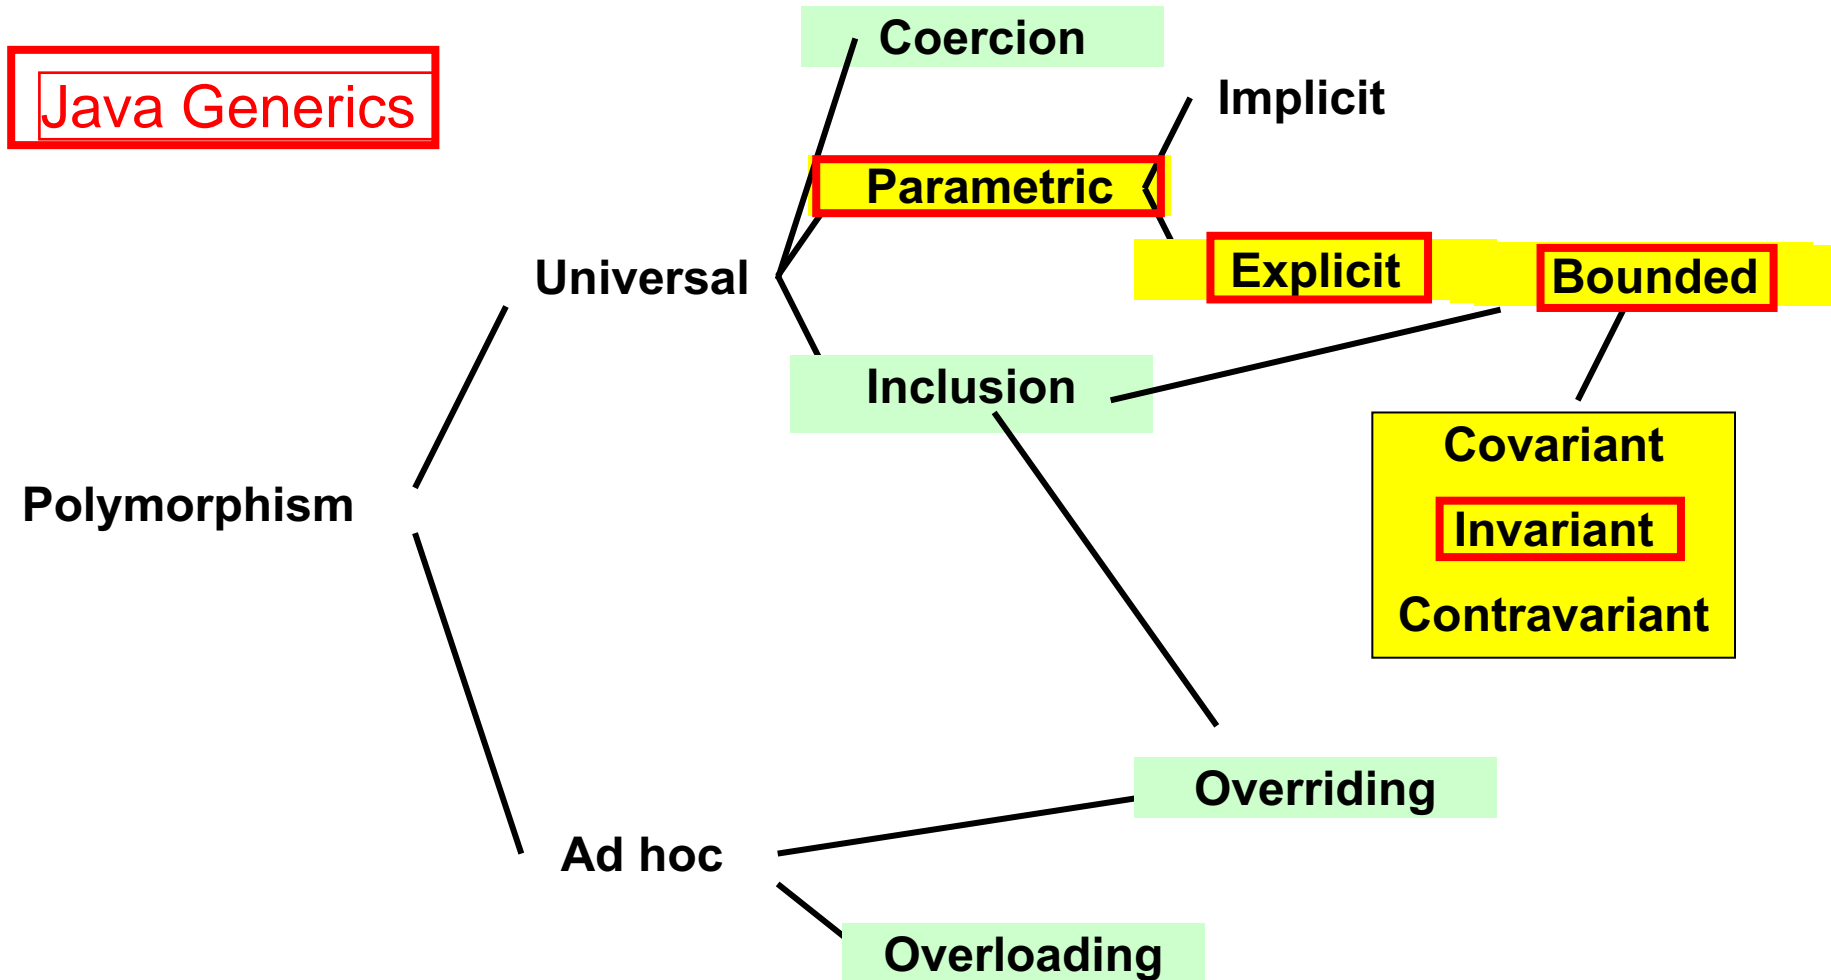 Java Generics
Coercion
Implicit
Parametric
Explicit
Bounded
Universal
Inclusion
Covariant
Invariant
Contravariant
Polymorphism
Overriding
Ad hoc
Overloading